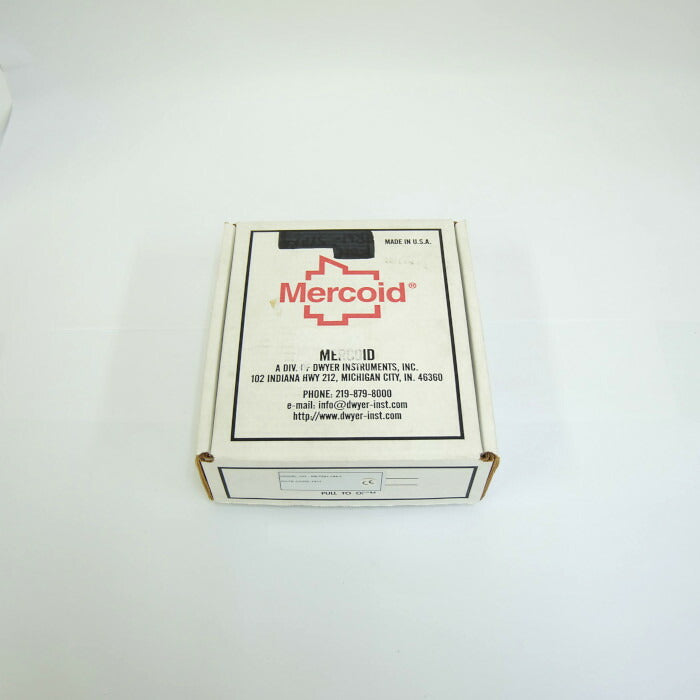 MADE IN U.S.A.
Mercoid®
MERCOID
A DIV. OF DWYER INSTRUMENTS, INC.
102 INDIANA HWY 212, MICHIGAN CITY, IN. 46360
PHONE: 219-879-8000
e-mail: info@dwyer-inst.com
http://www.dwyer-inst.com
CE
PULL TO